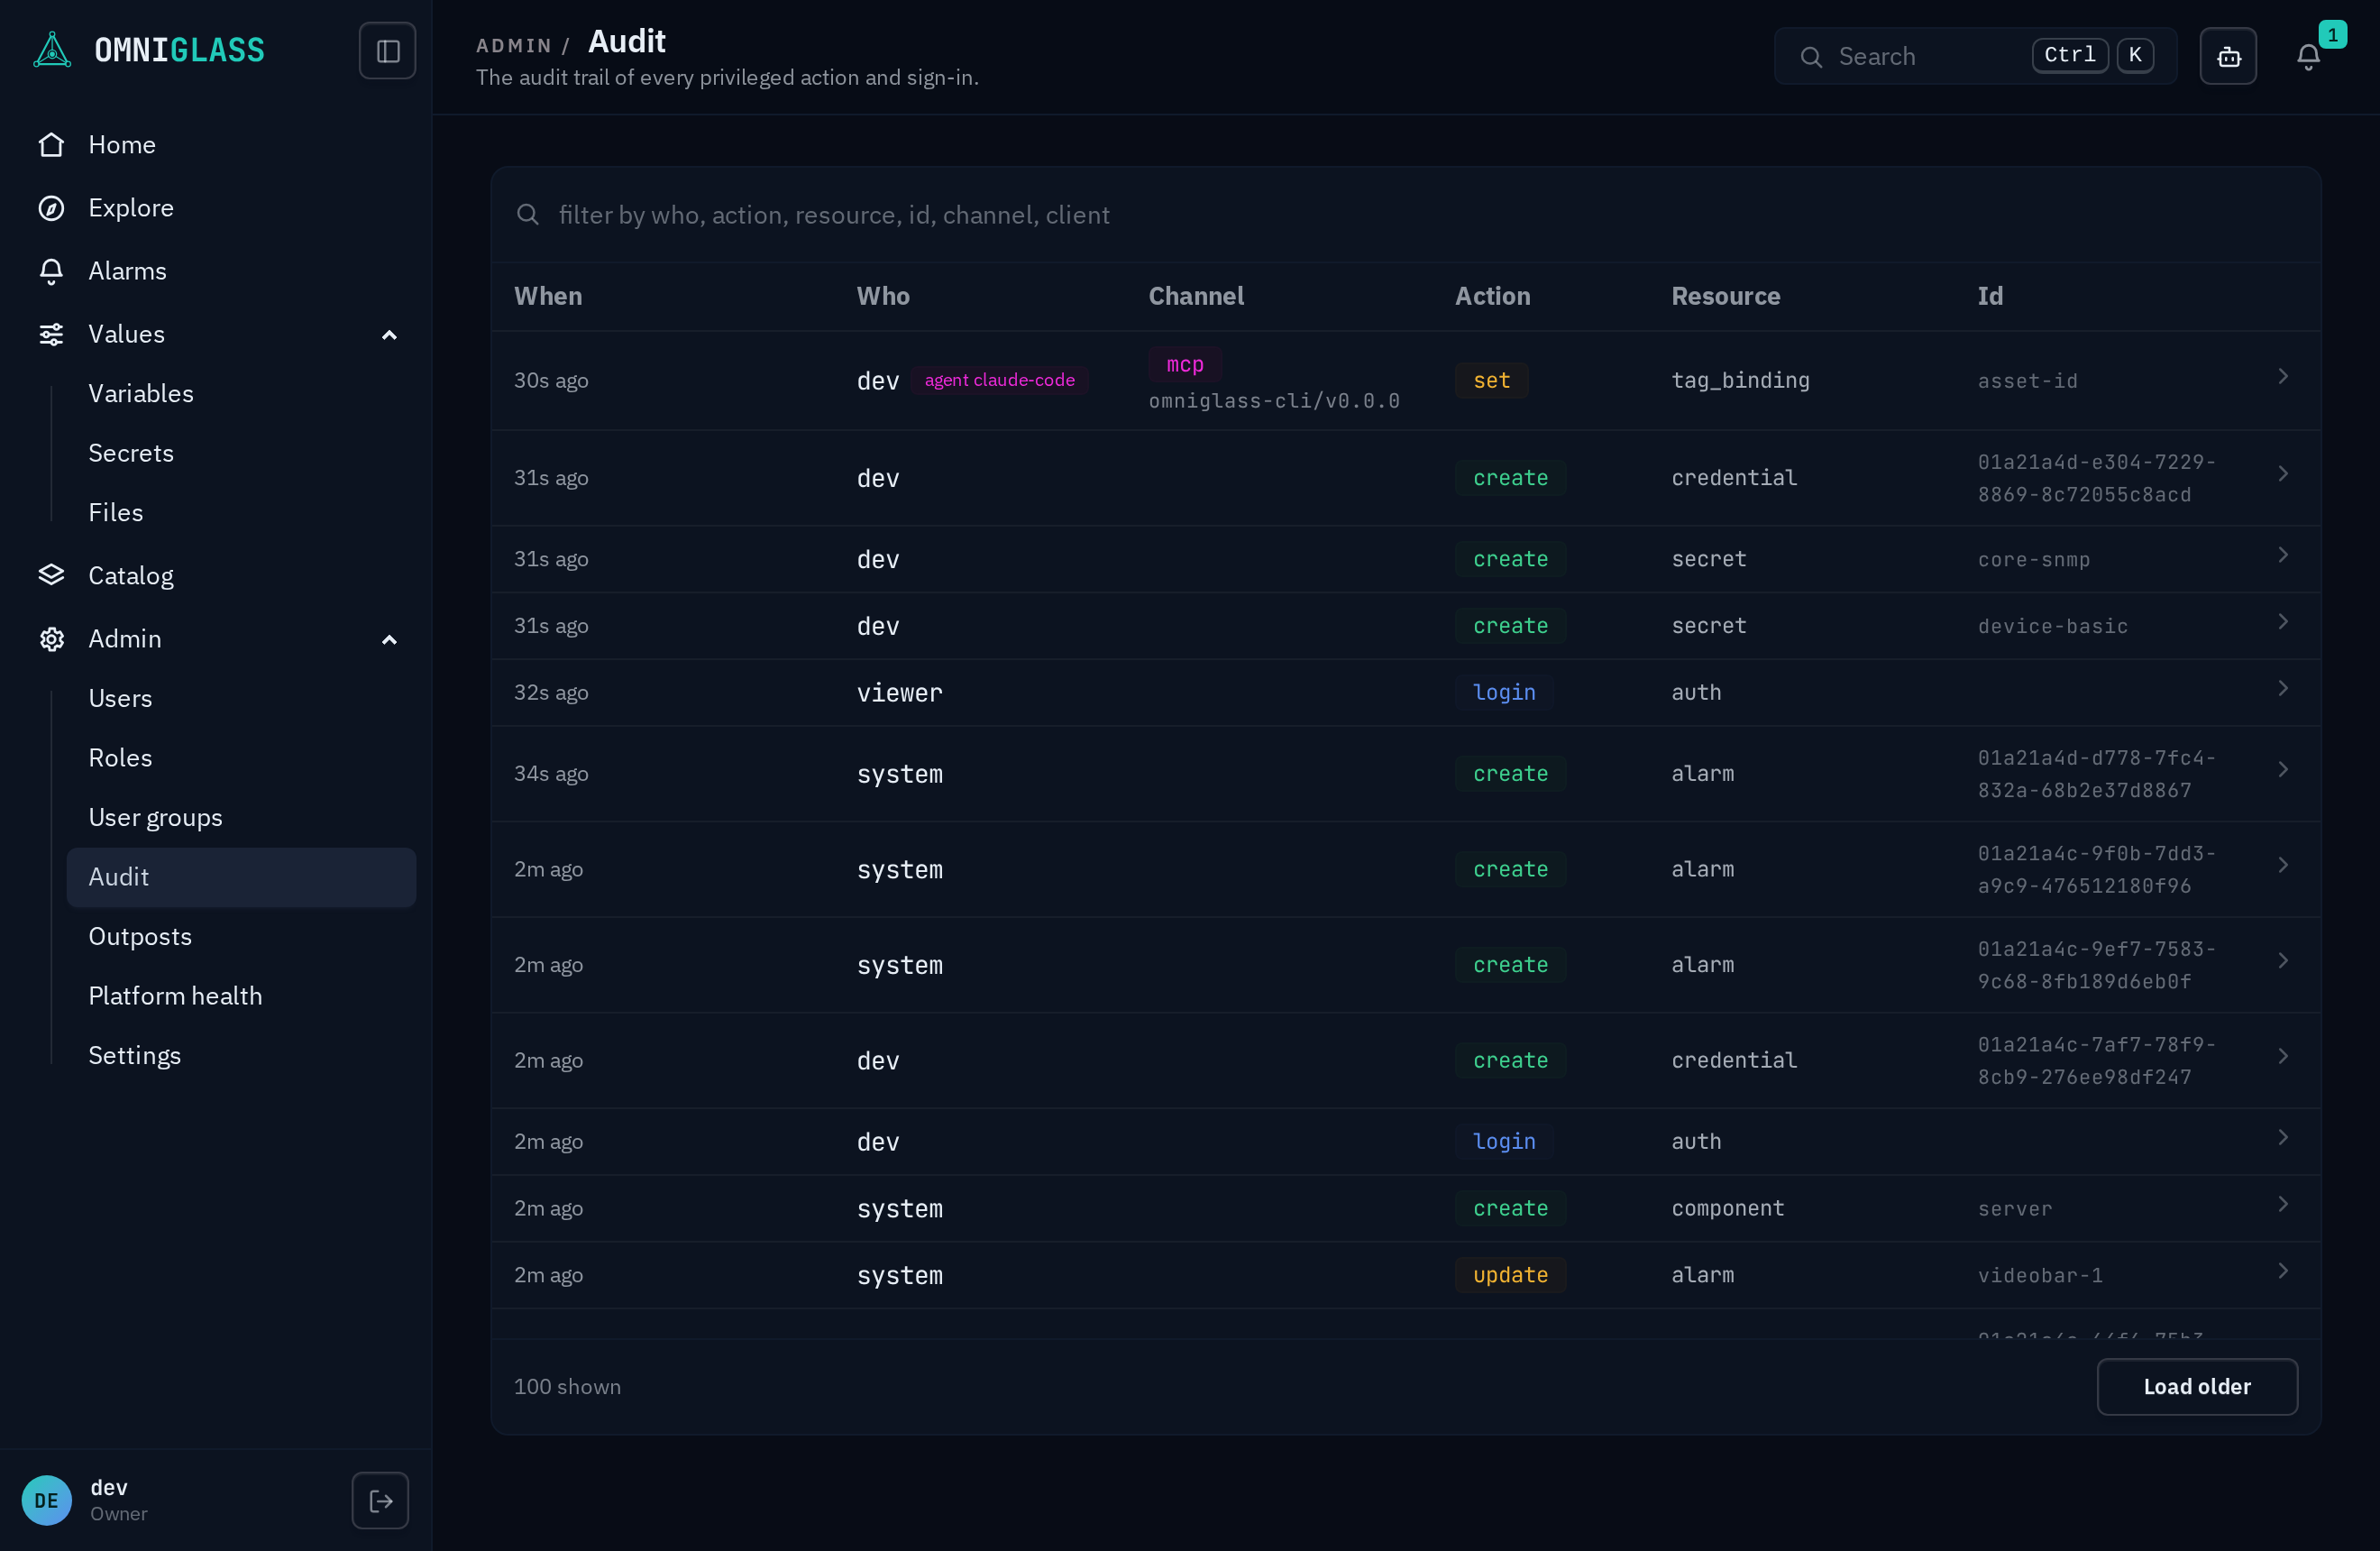 OMNIGLASS
ADMIN / Audit
The audit trail of every privileged action and sign-in.
Search Ctrl K
1
Home
Explore
Alarms
Values
Variables
Secrets
Files
Catalog
Admin
Users
Roles
User groups
Audit
Outposts
Platform health
Settings
DE
dev
Owner
filter by who, action, resource, id, channel, client
When Who Channel Action Resource Id
30s ago dev agent claude-code mcp set tag_binding asset-id
omniglass-cli/v0.0.0
31s ago dev create credential 01a21a4d-e304-7229-
8869-8c72055c8acd
31s ago dev create secret core-snmp
31s ago dev create secret device-basic
32s ago viewer login auth
34s ago system create alarm 01a21a4d-d778-7fc4-
832a-68b2e37d8867
2m ago system create alarm 01a21a4c-9f0b-7dd3-
a9c9-476512180f96
2m ago system create alarm 01a21a4c-9ef7-7583-
9c68-8fb189d6eb0f
2m ago dev create credential 01a21a4c-7af7-78f9-
8cb9-276ee98df247
2m ago dev login auth
2m ago system create component server
2m ago system update alarm videobar-1
100 shown
Load older